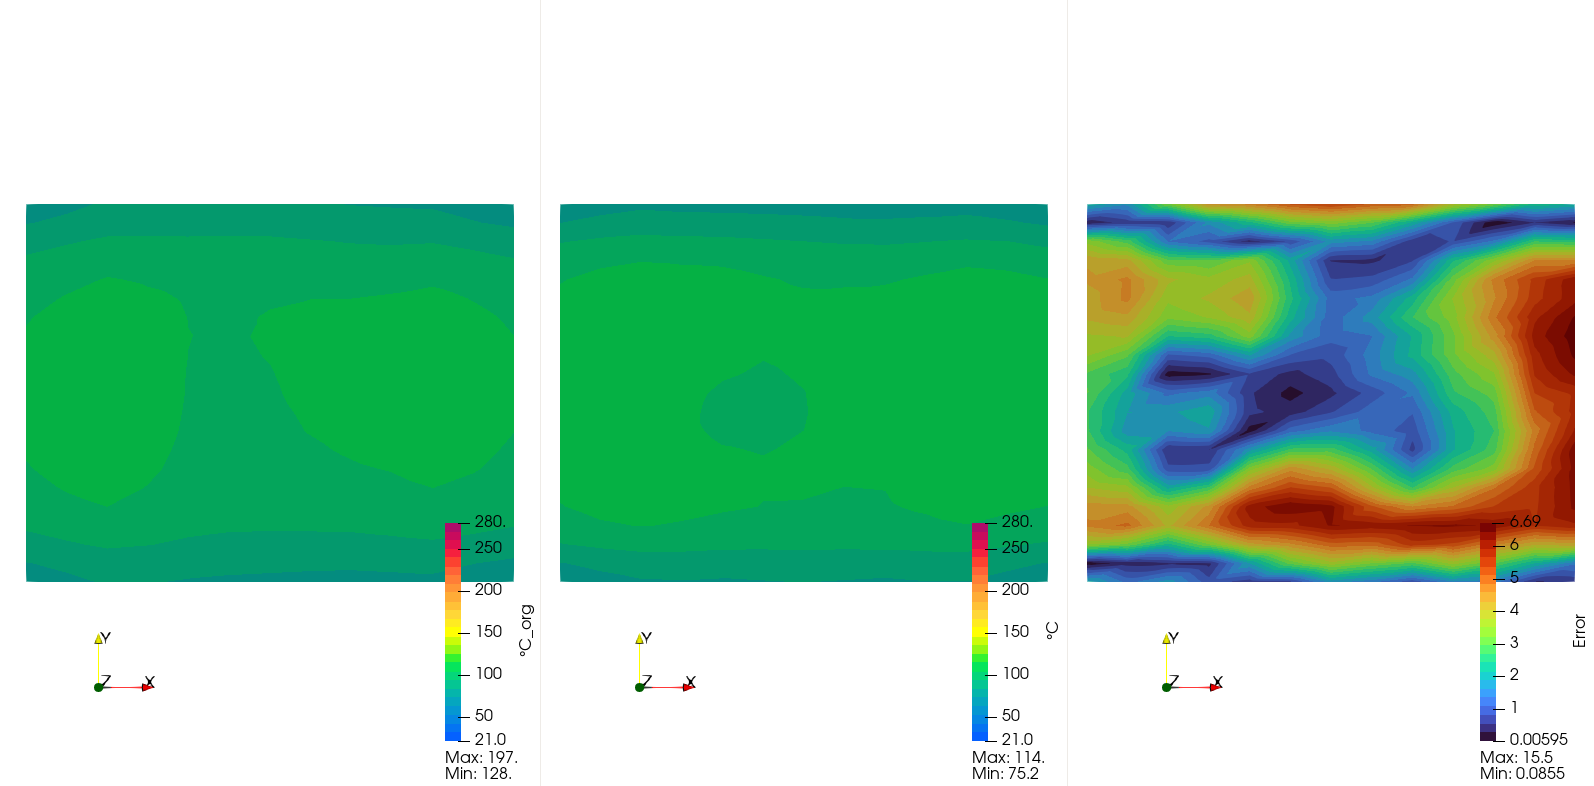 280.
250
200
150
100
50
21.0
°C_org
Max: 197.
Min: 128.
Y
Z
X
280.
250
200
150
100
50
21.0
°C
Max: 114.
Min: 75.2
Y
Z
X
6.69
6
5
4
3
2
1
0.00595
Error
Max: 15.5
Min: 0.0855
Y
Z
X